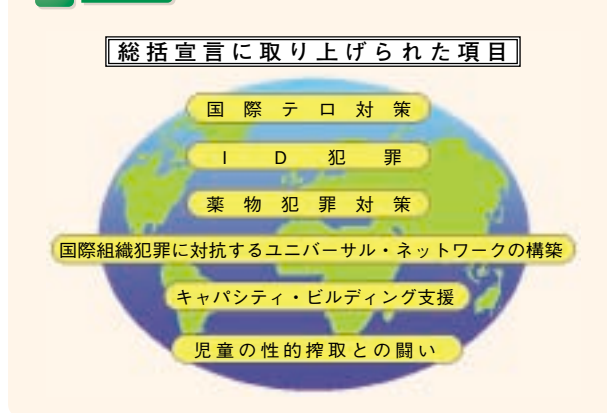 総括宣言に取り上げられた項目
国際テロ対策
ID犯罪
薬物犯罪対策
国際組織犯罪に対抗するユニバーサル・ネットワークの構築
キャパシティ・ビルディング支援
児童の性的搾取との闘い